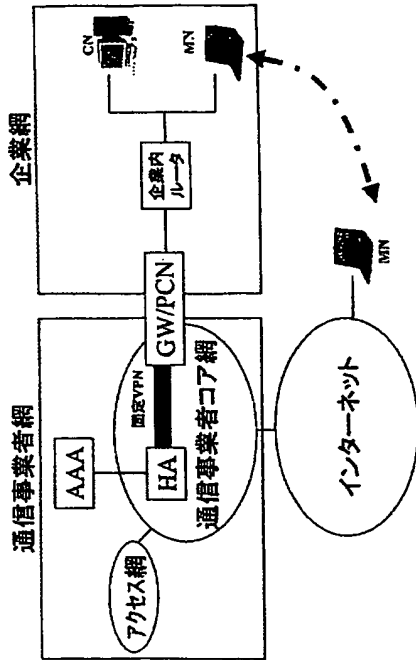 通信事業者網
企業網
AAA
HA
固定VPN
GW/PCN
企業内
ルータ
CN
MN
アクセス網
通信事業者コア網
インターネット
MN